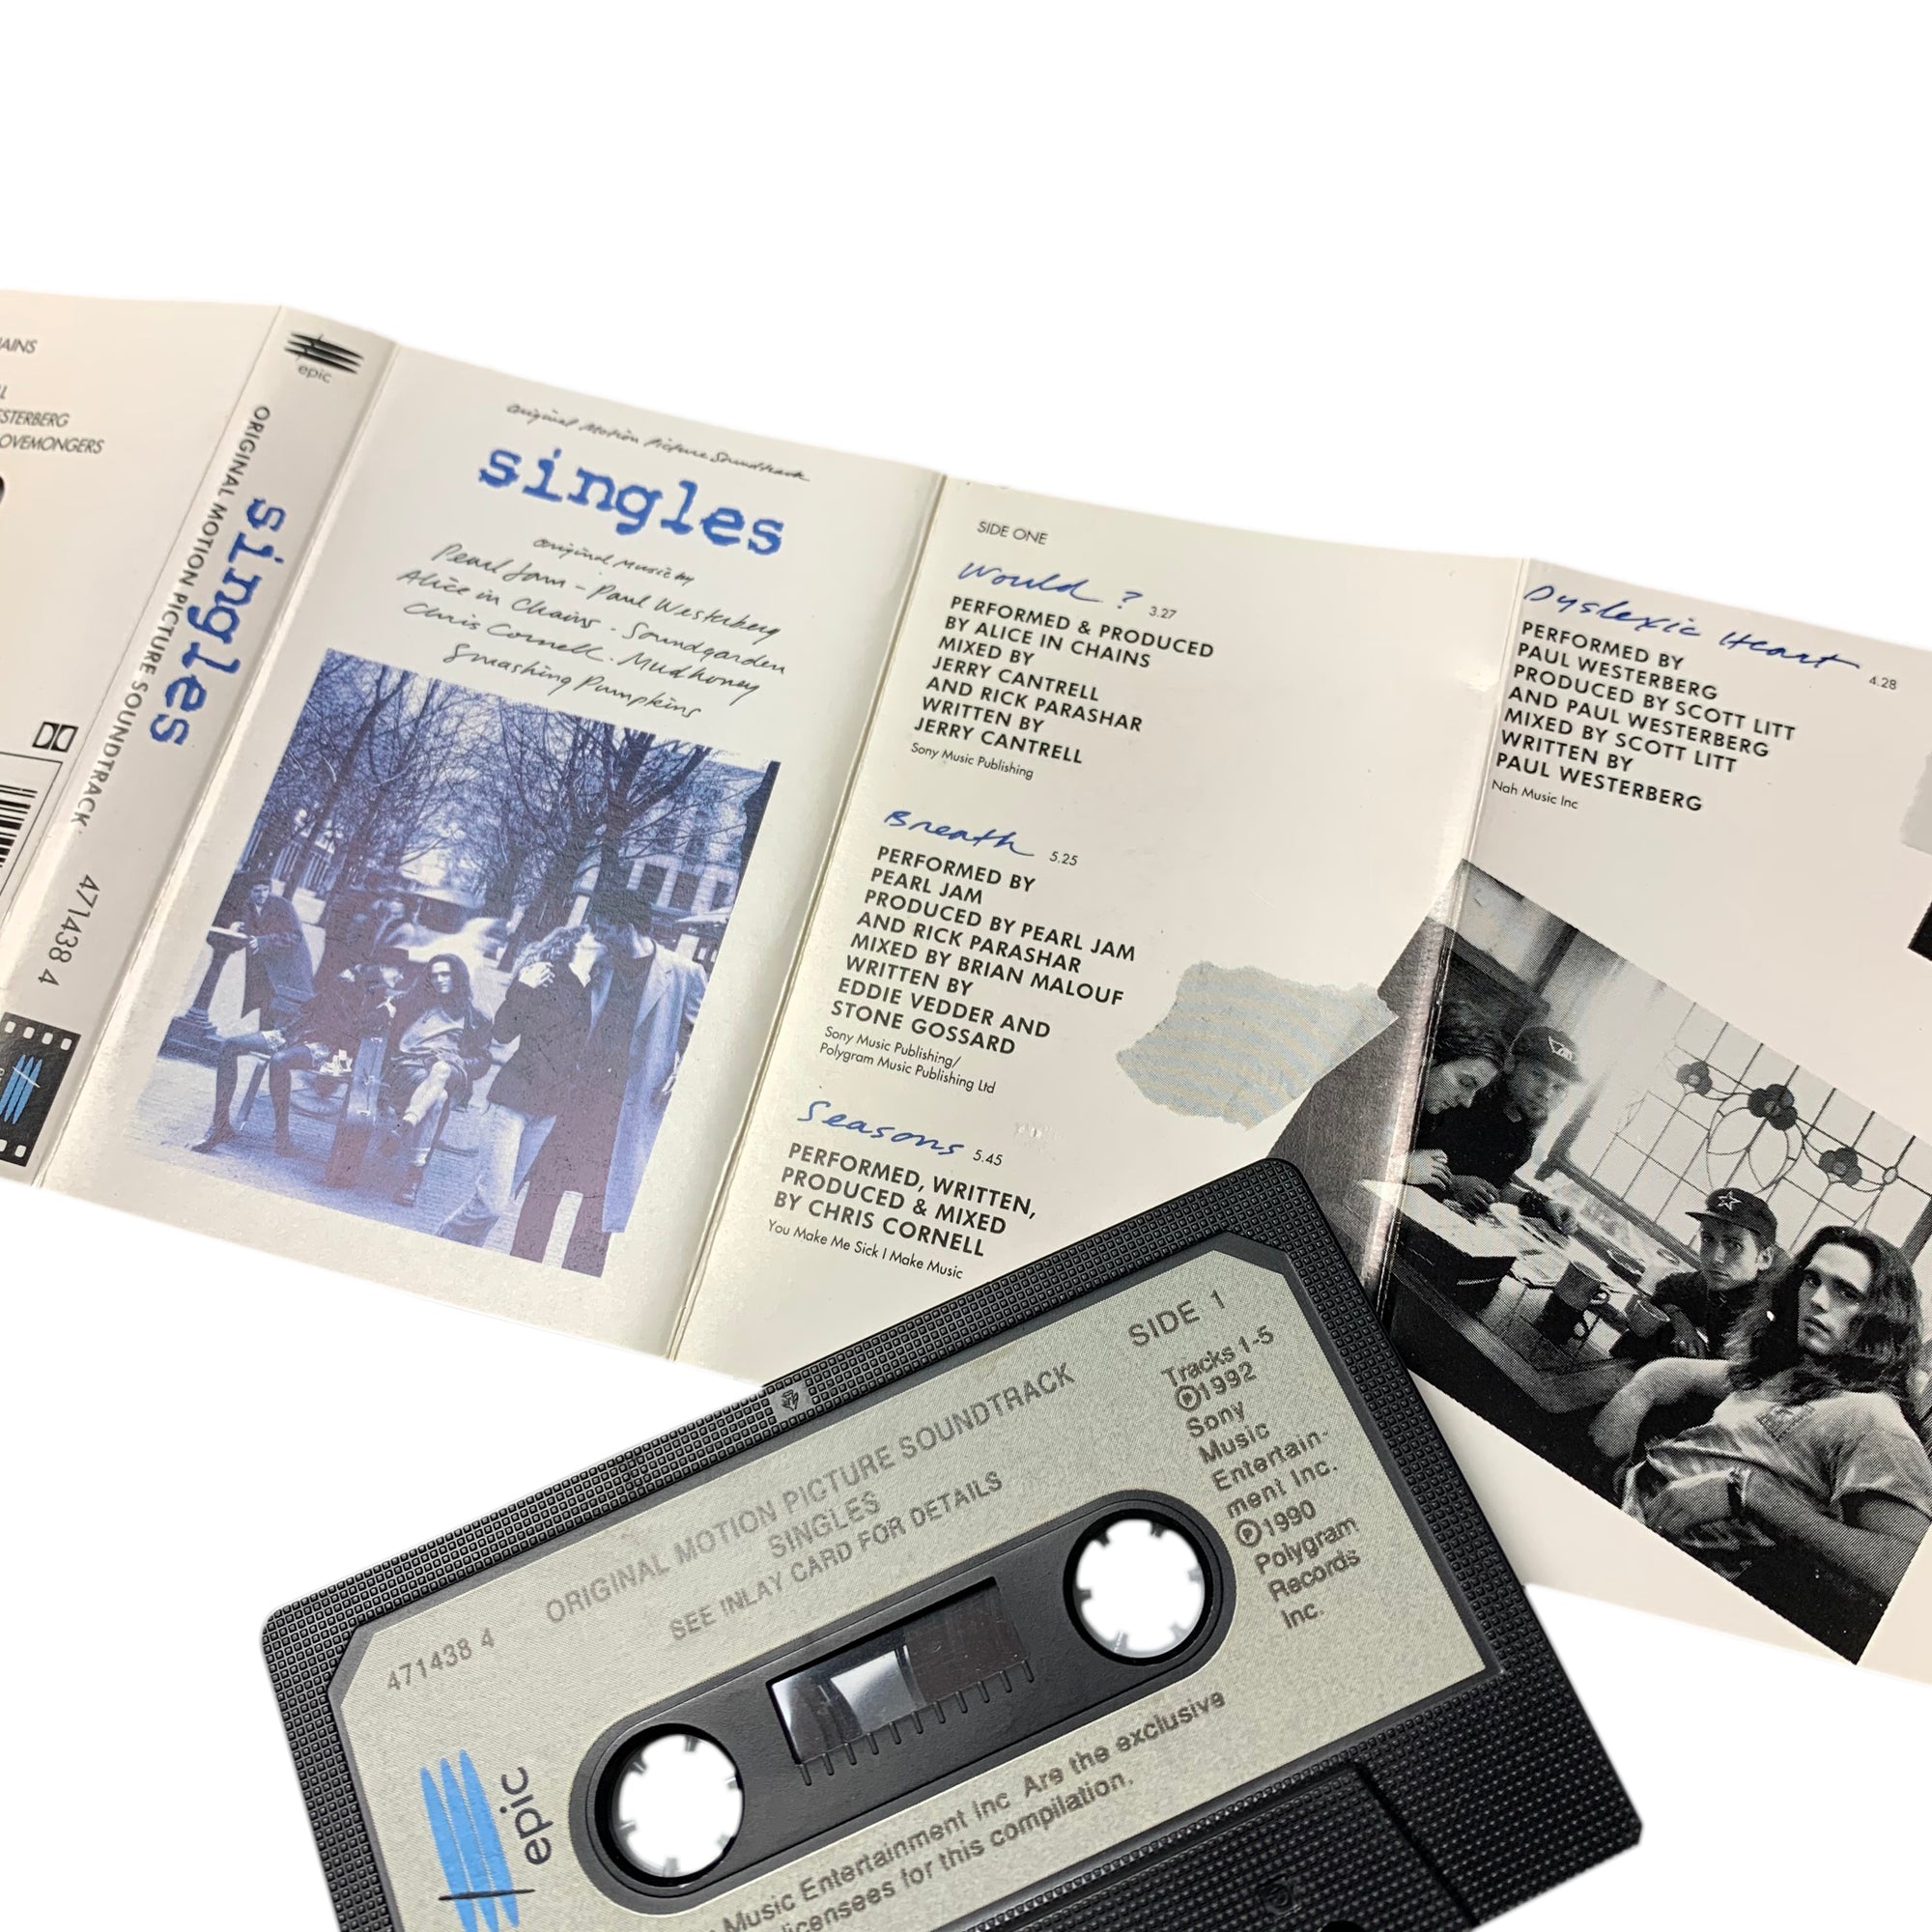 AINS
L
STERBERG
OVEMONGERS
epic
singles
ORIGINAL MOTION PICTURE SOUNDTRACK
471438 4
Original Motion Picture Soundtrack
singles
Original Music by
Pearl Jam - Paul Westerberg
Alice in Chains - Soundgarden
Chris Cornell - Mudhoney
Smashing Pumpkins
SIDE ONE
Would ? 3.27
PERFORMED & PRODUCED
BY ALICE IN CHAINS
MIXED BY
JERRY CANTRELL
AND RICK PARASHAR
WRITTEN BY
JERRY CANTRELL
Sony Music Publishing
Breath 5.25
PERFORMED BY
PEARL JAM
PRODUCED BY PEARL JAM
AND RICK PARASHAR
MIXED BY BRIAN MALOUF
WRITTEN BY
EDDIE VEDDER AND
STONE GOSSARD
Sony Music Publishing/
Polygram Music Publishing Ltd
Seasons 5.45
PERFORMED, WRITTEN,
PRODUCED & MIXED
BY CHRIS CORNELL
You Make Me Sick I Make Music
Dyslexic Heart 4.28
PERFORMED BY
PAUL WESTERBERG
PRODUCED BY SCOTT LITT
AND PAUL WESTERBERG
MIXED BY SCOTT LITT
WRITTEN BY
PAUL WESTERBERG
Nah Music Inc
SIDE 1
ORIGINAL MOTION PICTURE SOUNDTRACK
SINGLES
SEE INLAY CARD FOR DETAILS
471438 4
Tracks 1-5
℗1992
Sony
Music
Entertain-
ment Inc.
℗1990
Polygram
Records
Inc.
epic
Music Entertainment Inc Are the exclusive
licensees for this compilation.